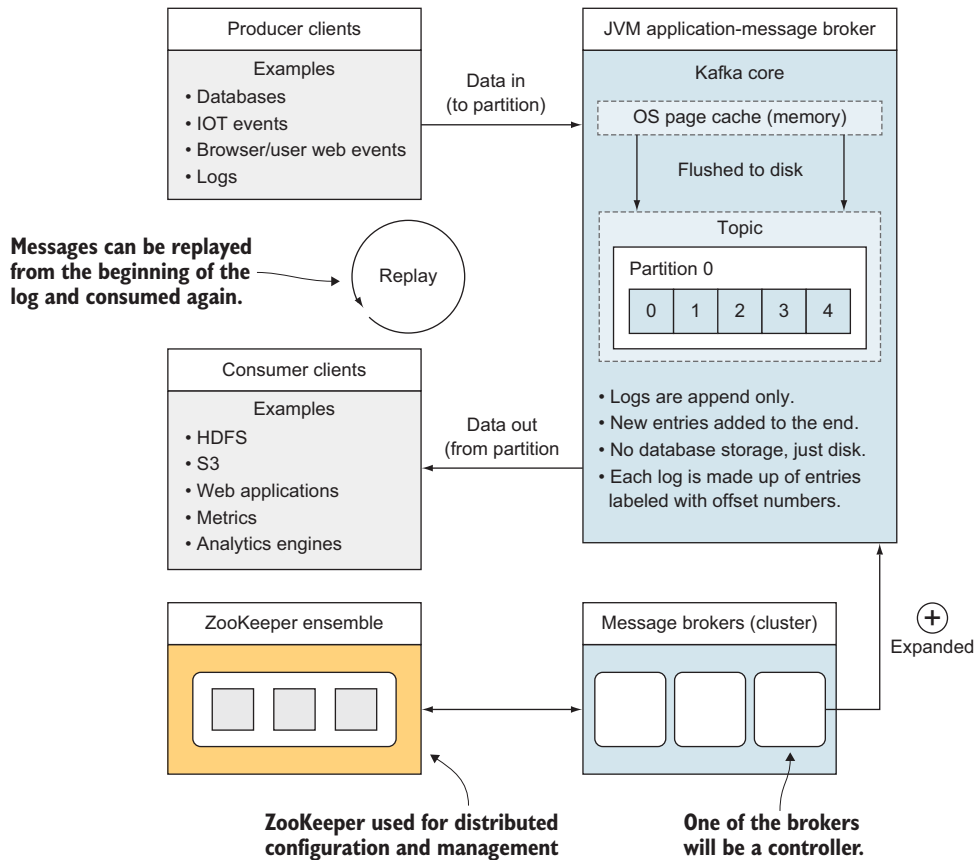 Producer clients
Examples
• Databases
• IOT events
• Browser/user web events
• Logs
Data in
(to partition)
JVM application-message broker
Kafka core
OS page cache (memory)
Flushed to disk
Topic
Partition 0
0 1 2 3 4
• Logs are append only.
• New entries added to the end.
• No database storage, just disk.
• Each log is made up of entries
labeled with offset numbers.
Messages can be replayed
from the beginning of the
log and consumed again.
Replay
Consumer clients
Examples
• HDFS
• S3
• Web applications
• Metrics
• Analytics engines
Data out
(from partition
ZooKeeper ensemble
Message brokers (cluster)
+
Expanded
ZooKeeper used for distributed
configuration and management
One of the brokers
will be a controller.